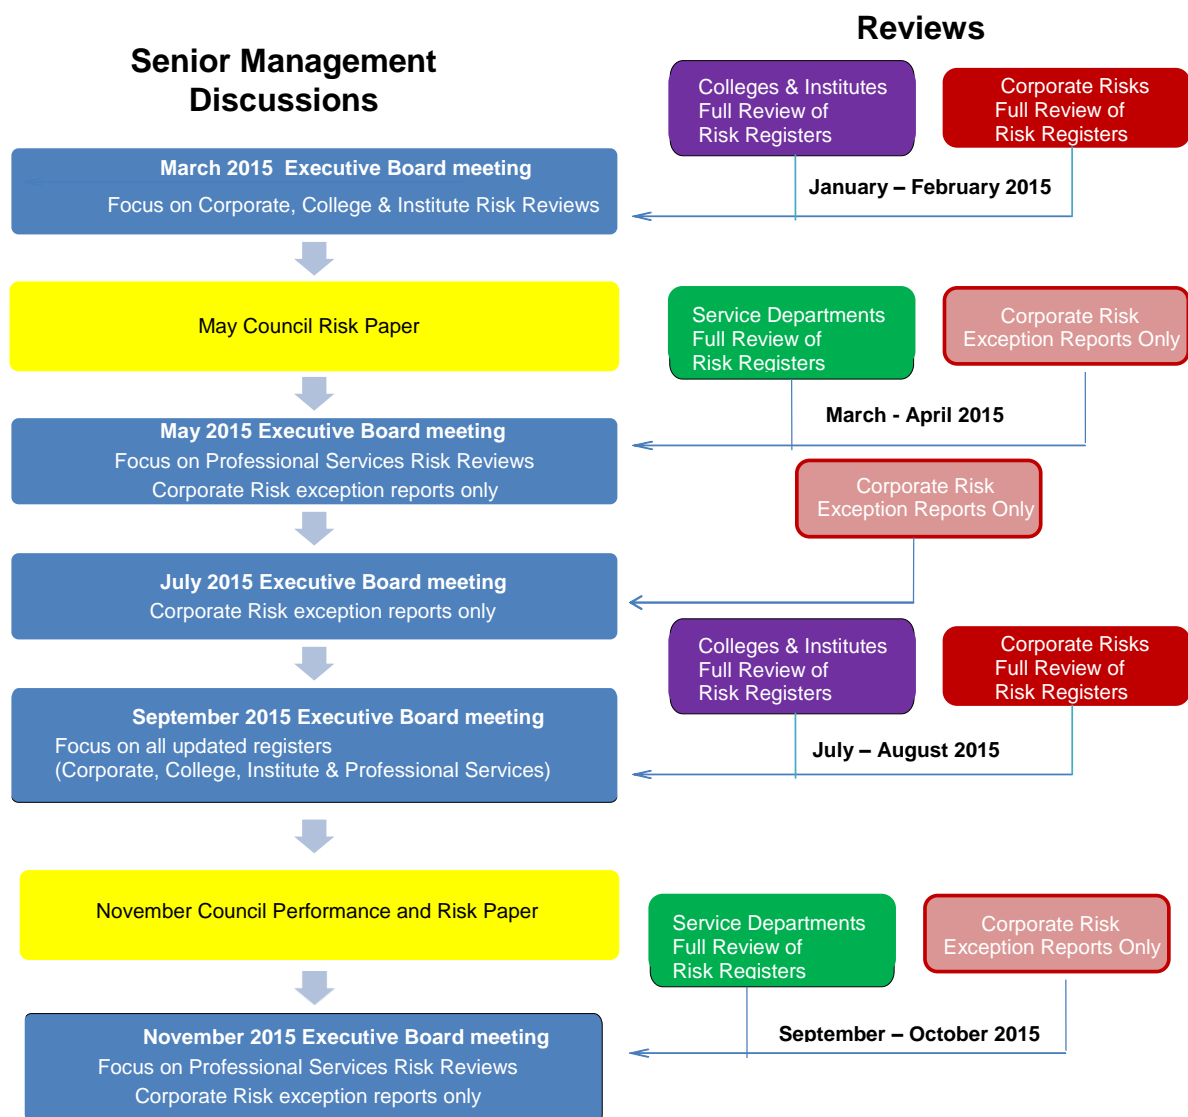 Reviews
Senior Management
Discussions
Colleges & Institutes
Full Review of
Risk Registers
Corporate Risks
Full Review of
Risk Registers
March 2015  Executive Board meeting
Focus on Corporate, College & Institute Risk Reviews
January – February 2015
May Council Risk Paper
Service Departments
Full Review of
Risk Registers
Corporate Risk
Exception Reports Only
March - April 2015
May 2015 Executive Board meeting
Focus on Professional Services Risk Reviews
Corporate Risk exception reports only
Corporate Risk
Exception Reports Only
July 2015 Executive Board meeting
Corporate Risk exception reports only
Colleges & Institutes
Full Review of
Risk Registers
Corporate Risks
Full Review of
Risk Registers
September 2015 Executive Board meeting
Focus on all updated registers
(Corporate, College, Institute & Professional Services)
July – August 2015
November Council Performance and Risk Paper
Service Departments
Full Review of
Risk Registers
Corporate Risk
Exception Reports Only
September – October 2015
November 2015 Executive Board meeting
Focus on Professional Services Risk Reviews
Corporate Risk exception reports only